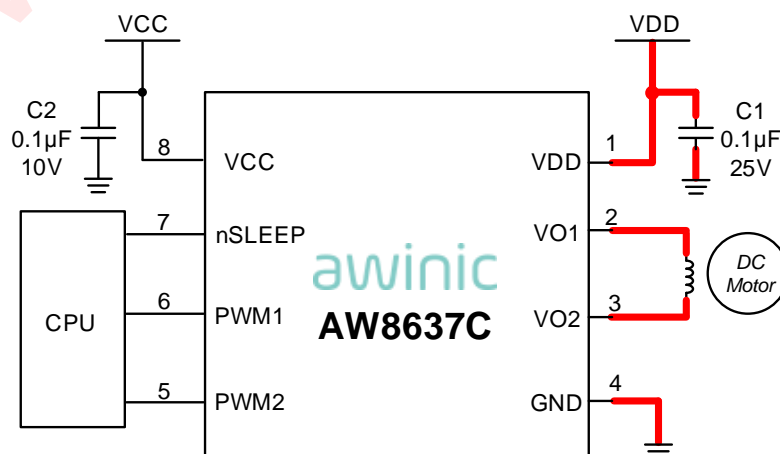 VCC
VDD
C2
0.1μF
10V
C1
0.1μF
25V
8
VCC
1
VDD
7
nSLEEP
2
VO1
awinic
AW8637C
DC
Motor
CPU
6
PWM1
3
VO2
5
PWM2
4
GND